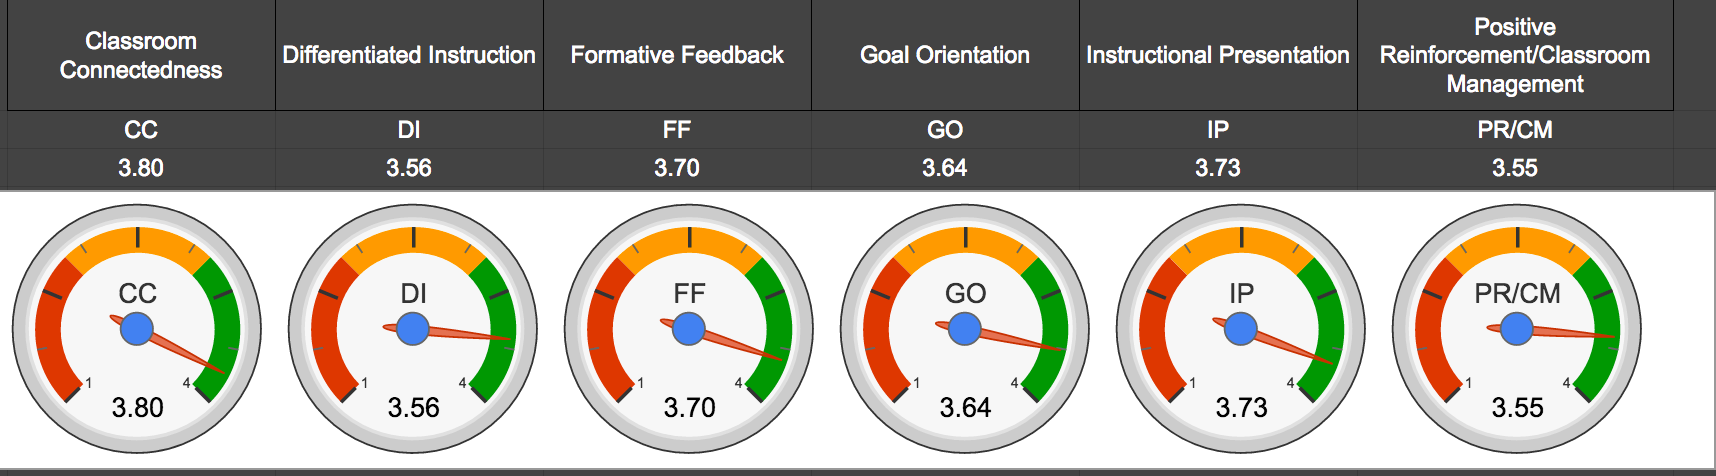 Classroom
Connectedness
Differentiated Instruction
Formative Feedback
Goal Orientation
Instructional Presentation
Positive
Reinforcement/Classroom
Management
CC DI FF GO IP PR/CM
3.80 3.56 3.70 3.64 3.73 3.55
CC DI FF GO IP PR/CM
1 4 1 4 1 4 1 4 1 4 1 4
3.80 3.56 3.70 3.64 3.73 3.55